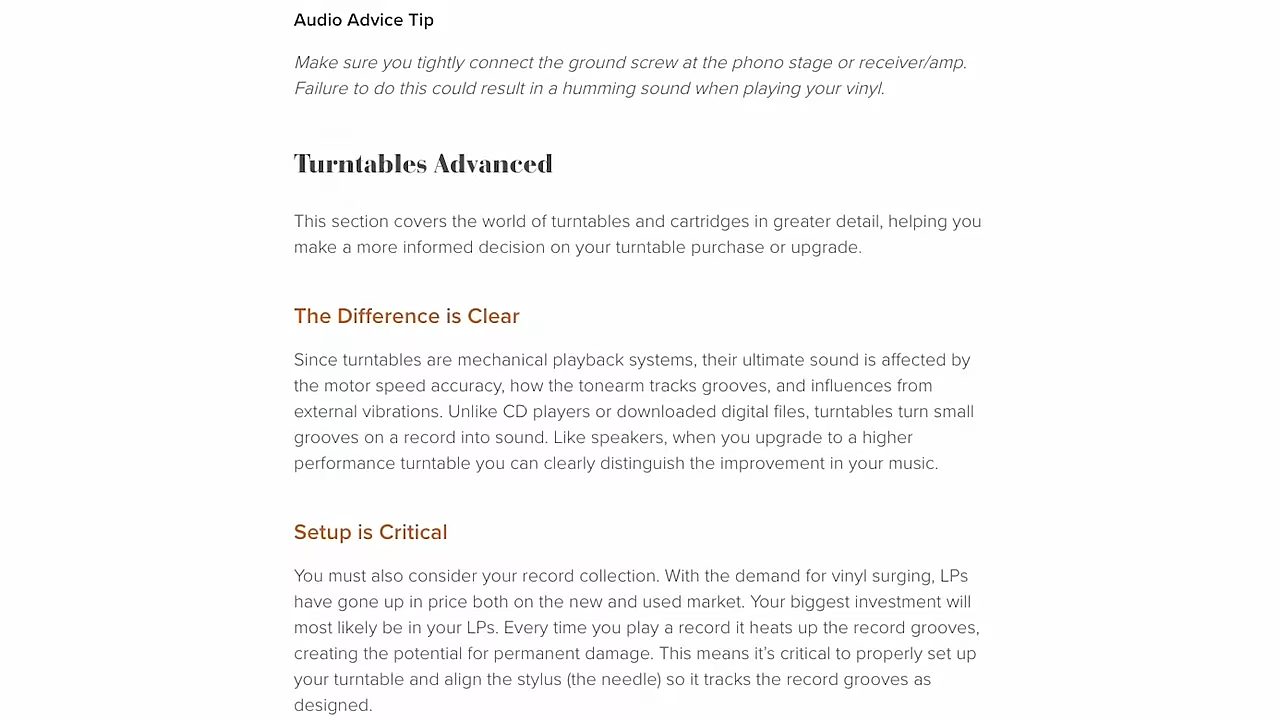 Audio Advice Tip
Make sure you tightly connect the ground screw at the phono stage or receiver/amp.
Failure to do this could result in a humming sound when playing your vinyl.
Turntables Advanced
This section covers the world of turntables and cartridges in greater detail, helping you
make a more informed decision on your turntable purchase or upgrade.
The Difference is Clear
Since turntables are mechanical playback systems, their ultimate sound is affected by
the motor speed accuracy, how the tonearm tracks grooves, and influences from
external vibrations. Unlike CD players or downloaded digital files, turntables turn small
grooves on a record into sound. Like speakers, when you upgrade to a higher
performance turntable you can clearly distinguish the improvement in your music.
Setup is Critical
You must also consider your record collection. With the demand for vinyl surging, LPs
have gone up in price both on the new and used market. Your biggest investment will
most likely be in your LPs. Every time you play a record it heats up the record grooves,
creating the potential for permanent damage. This means it’s critical to properly set up
your turntable and align the stylus (the needle) so it tracks the record grooves as
designed.